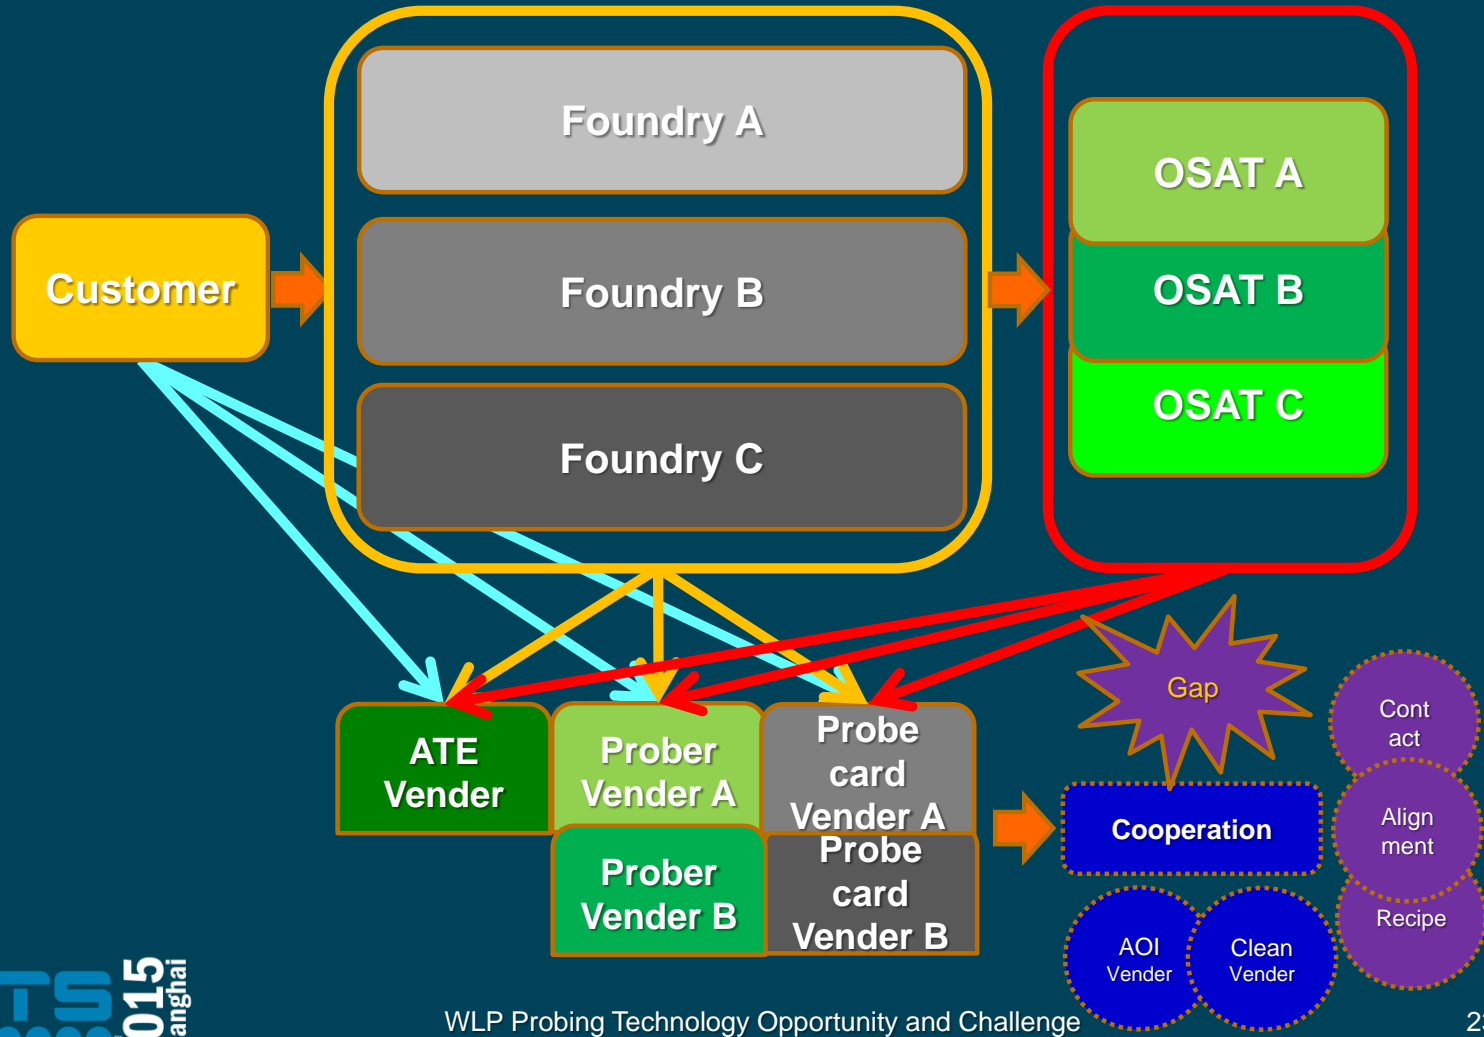 Foundry A
OSAT A
Customer
Foundry B
OSAT B
OSAT C
Foundry C
Gap
Cont
act
ATE
Vender
Prober
Vender A
Probe
card
Vender A
Cooperation
Align
ment
Prober
Vender B
Probe
card
Vender B
Recipe
AOI
Vender
Clean
Vender
WLP Probing Technology Opportunity and Challenge